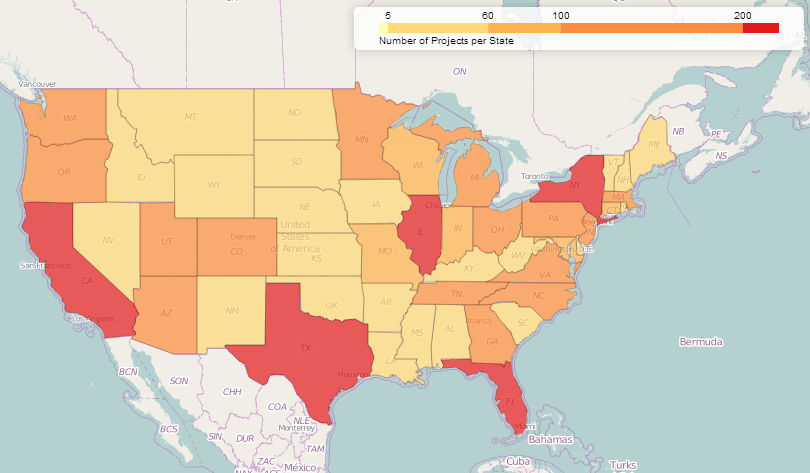 5 60 100 200
Number of Projects per State
ON
Vancouver
NB
PE
NS
WA
MT
ND
MN
OR
ID
SD
WI
MI
VT
NH
ME
Toronto
NY
MA
CT
WY
NE
IA
Chicago
IL
IN
OH
PA
NJ
NV
UT
Denver
CO
United
States
of America
KS
MO
KY
WV
VA
D.C.
San Francisco
CA
Los Angeles
AZ
NM
OK
AR
TN
NC
Atlanta
SC
MS
AL
GA
TX
Houston
LA
FL
Miami
Bermuda
BCN
SON
CHH
COA
BCS
SIN
DUR
NLE
Monterrey
TAM
ZAC
México
Bahamas
Cuba
Turks